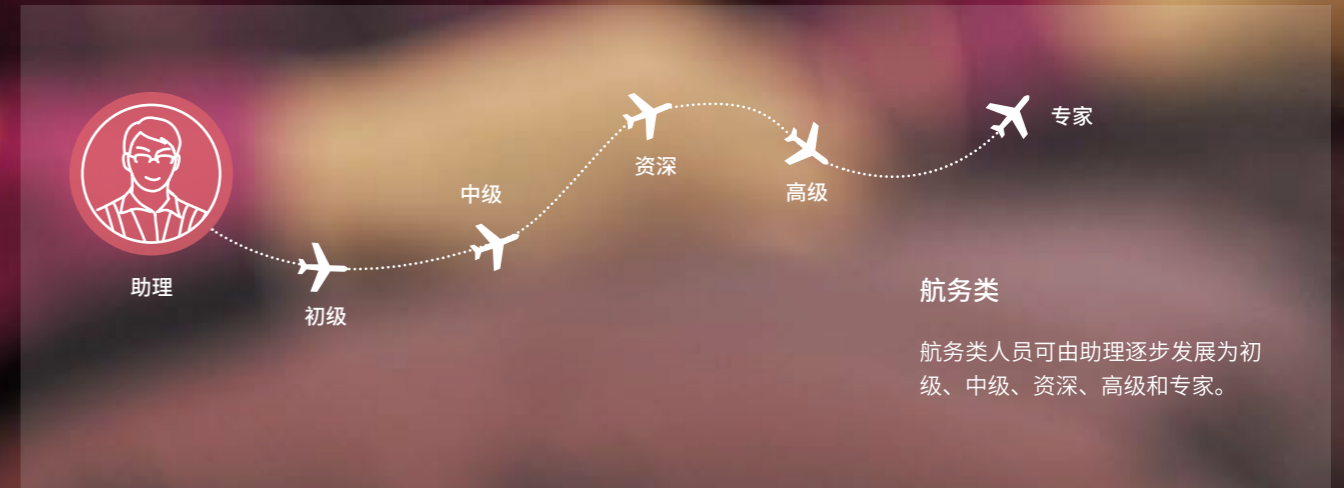 助理
初级
中级
资深
高级
专家
航务类
航务类人员可由助理逐步发展为初
级、中级、资深、高级和专家。